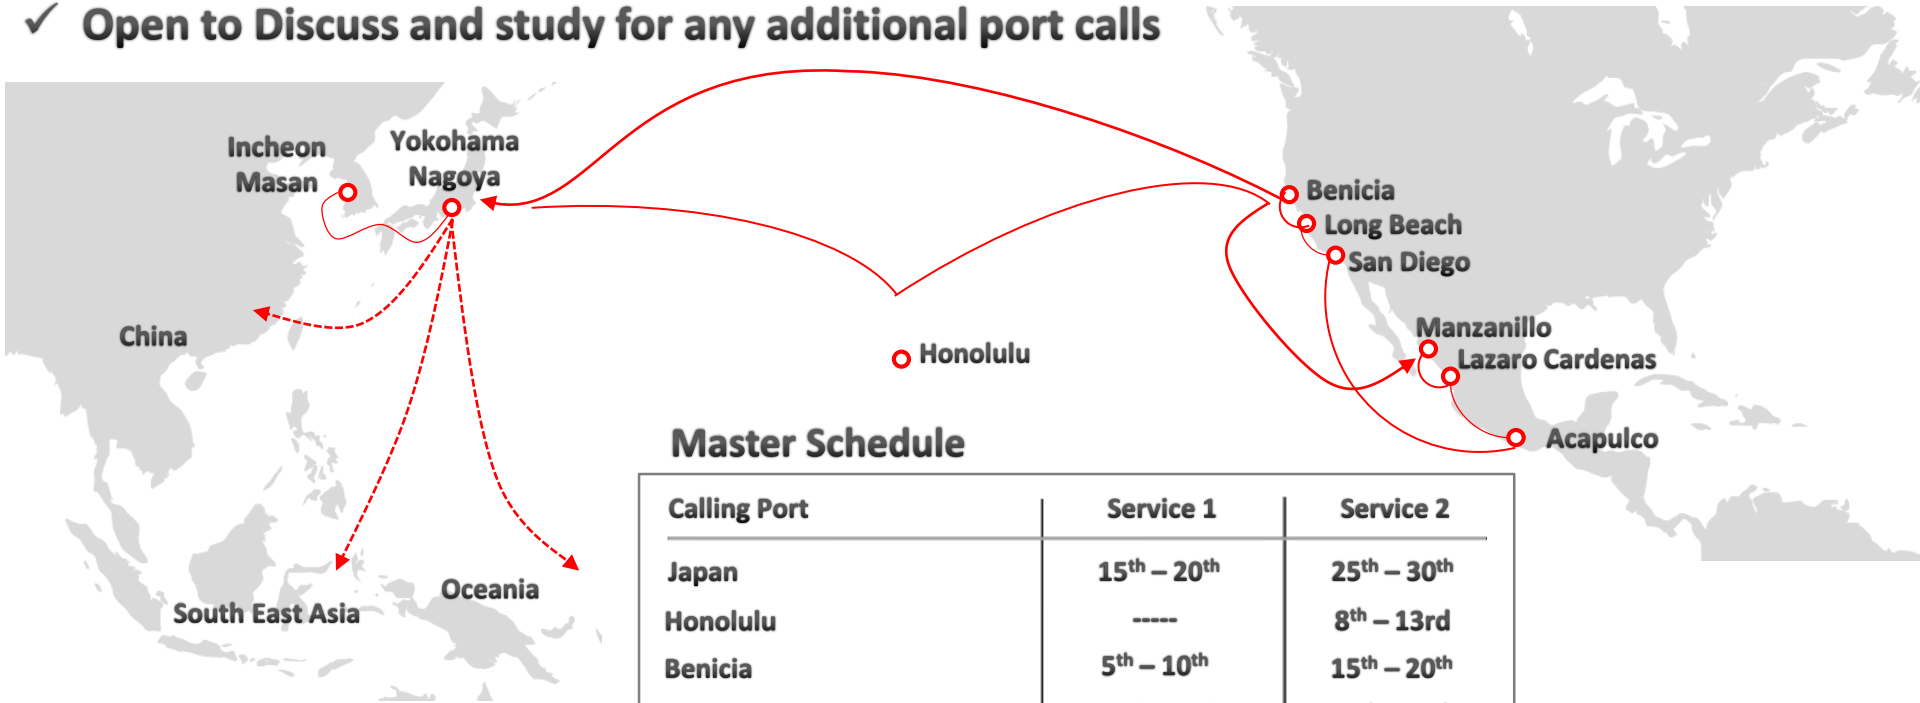 ✓ Open to Discuss and study for any additional port calls
Incheon
Masan
Yokohama
Nagoya
Benicia
Long Beach
San Diego
China
Honolulu
Manzanillo
Lazaro Cardenas
Acapulco
South East Asia
Oceania
Master Schedule
Calling Port Service 1 Service 2
Japan 15th – 20th 25th – 30th
Honolulu ----- 8th – 13rd
Benicia 5th – 10th 15th – 20th